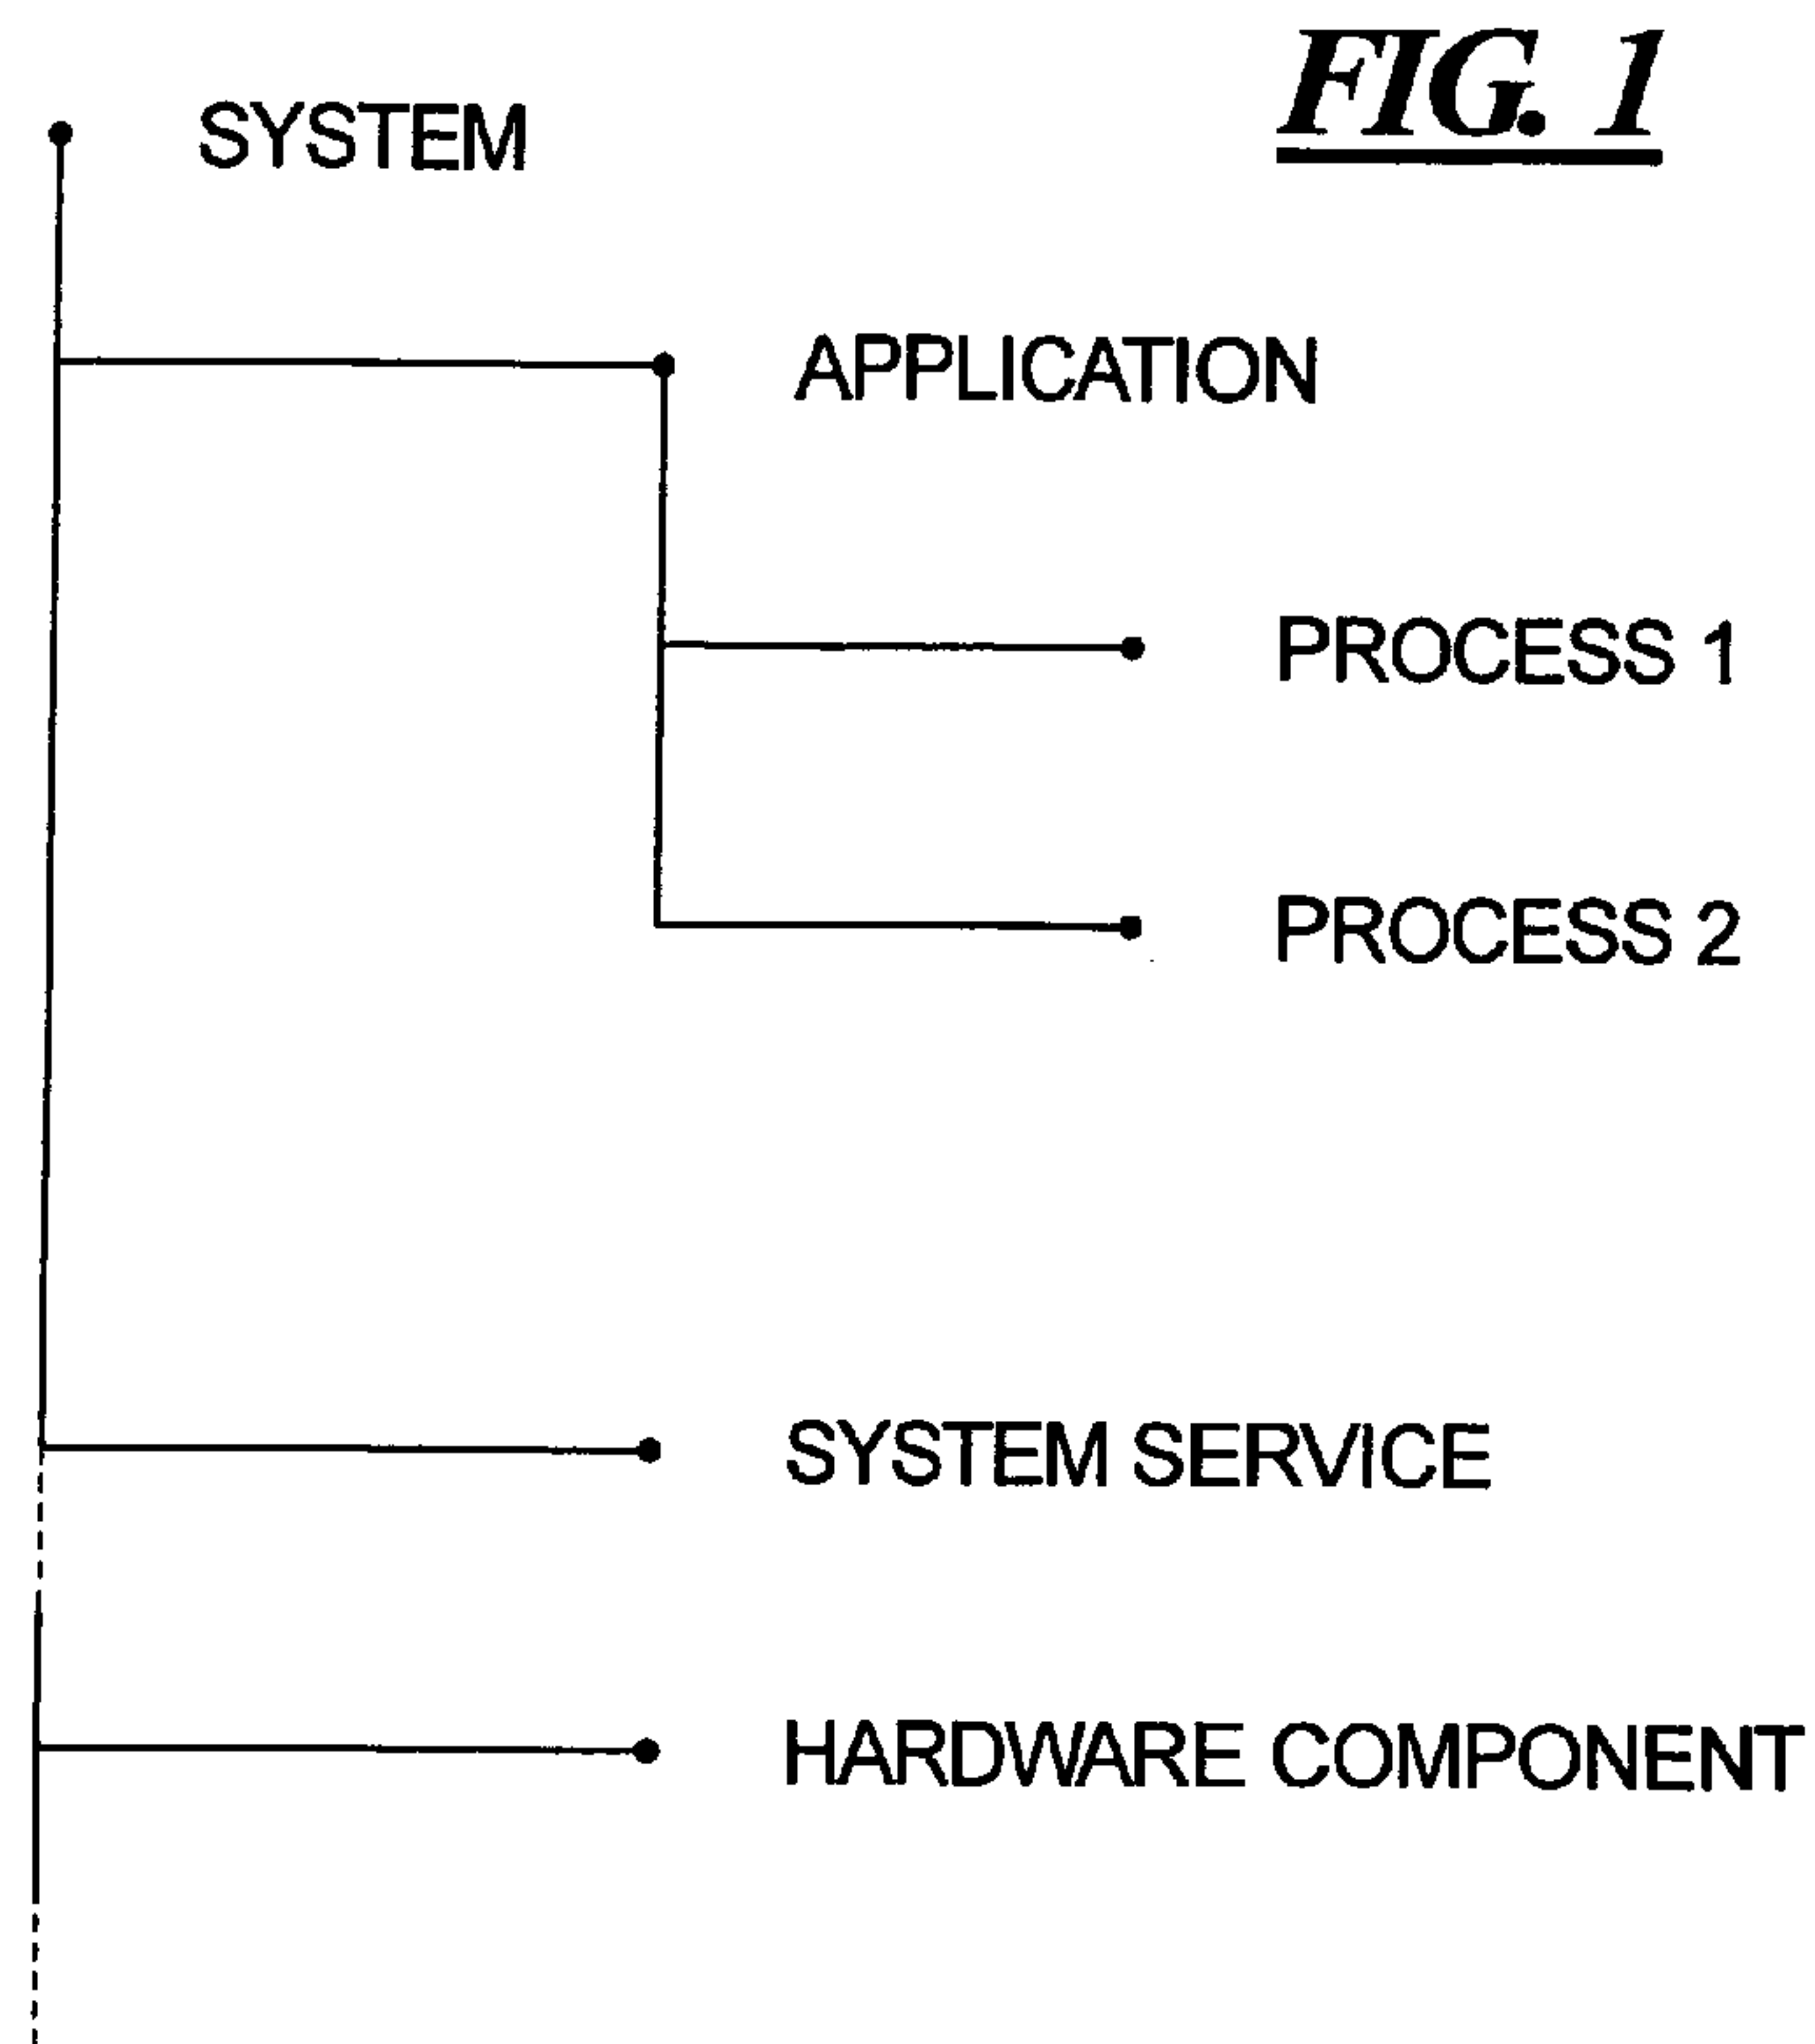 FIG. 1
SYSTEM
APPLICATION
PROCESS 1
PROCESS 2
SYSTEM SERVICE
HARDWARE COMPONENT